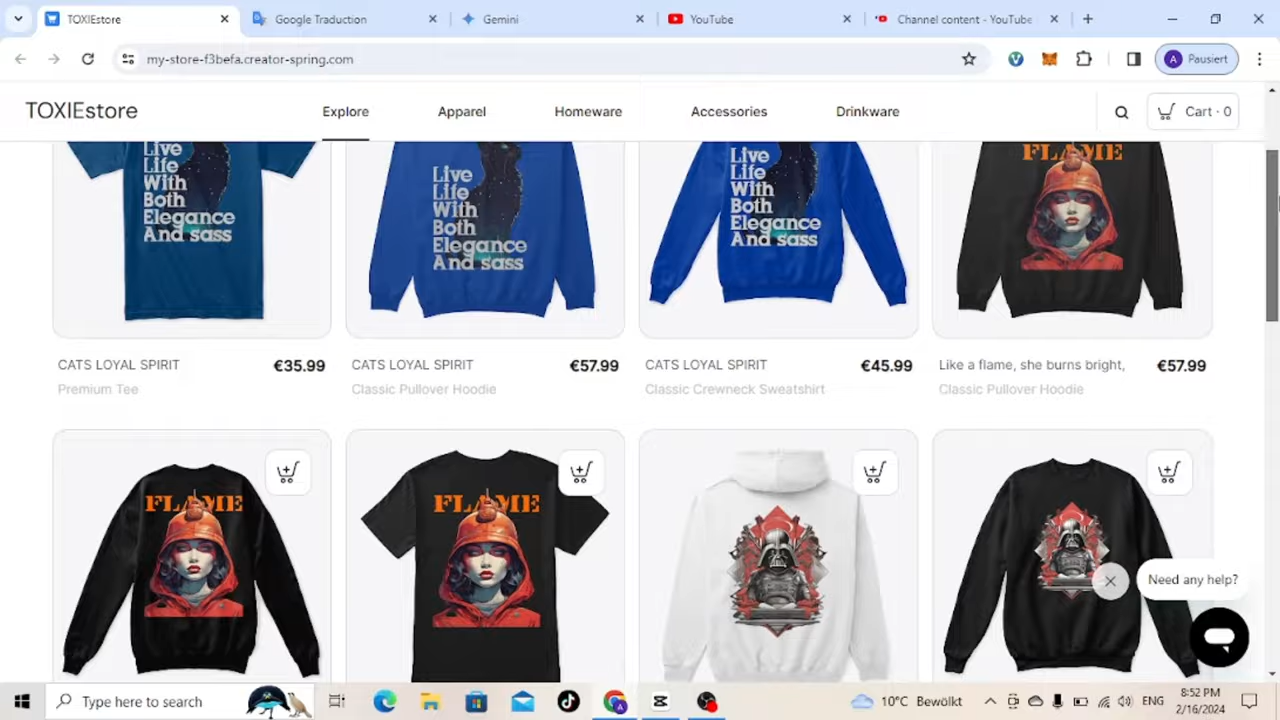 TOXIEstore
Google Traduction
Gemini
YouTube
Channel content - YouTube
my-store-f3befa.creator-spring.com
A Pausiert
TOXIEstore
Explore
Apparel
Homeware
Accessories
Drinkware
Cart · 0
Live
Life
With
Both
Elegance
And sass
Live
Life
With
Both
Elegance
And sass
Live
Life
With
Both
Elegance
And sass
FLAME
CATS LOYAL SPIRIT €35.99
Premium Tee
CATS LOYAL SPIRIT €57.99
Classic Pullover Hoodie
CATS LOYAL SPIRIT €45.99
Classic Crewneck Sweatshirt
Like a flame, she burns bright, €57.99
Classic Pullover Hoodie
FLAME
FLAME
Need any help?
Type here to search
10°C Bewölkt
ENG
8:52 PM
2/16/2024